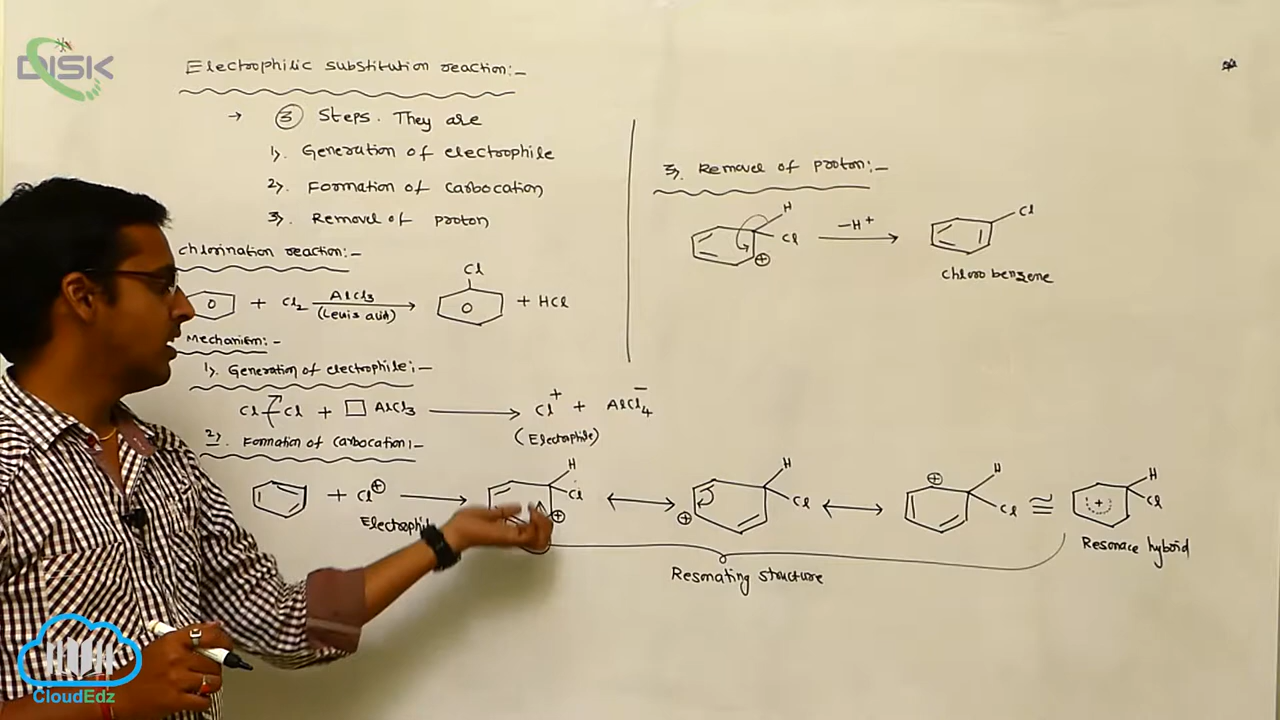 DISK
Electrophilic substitution reaction:-
→ 3 Steps. They are
1). Generation of electrophile
2). Formation of carbocation
3). Removel of proton
chlorination reaction:-
+ Cl2 AlCl3 (Lewis acid) → Cl + HCl
Mechanism:-
1). Generation of electrophile:-
Cl-Cl + □ AlCl3 → Cl+ + AlCl4-
(Electrophile)
2). Formation of carbocation:-
+ Cl⊕ → H Cl ⊕ ↔ ⊕ H Cl ↔ ⊕ H Cl ≅ + H Cl
Electrophile
Resonace hybrid
Resonating structure
3). Removel of proton:-
H Cl ⊕ -H+ → Cl
chloro benzene
CloudEdz